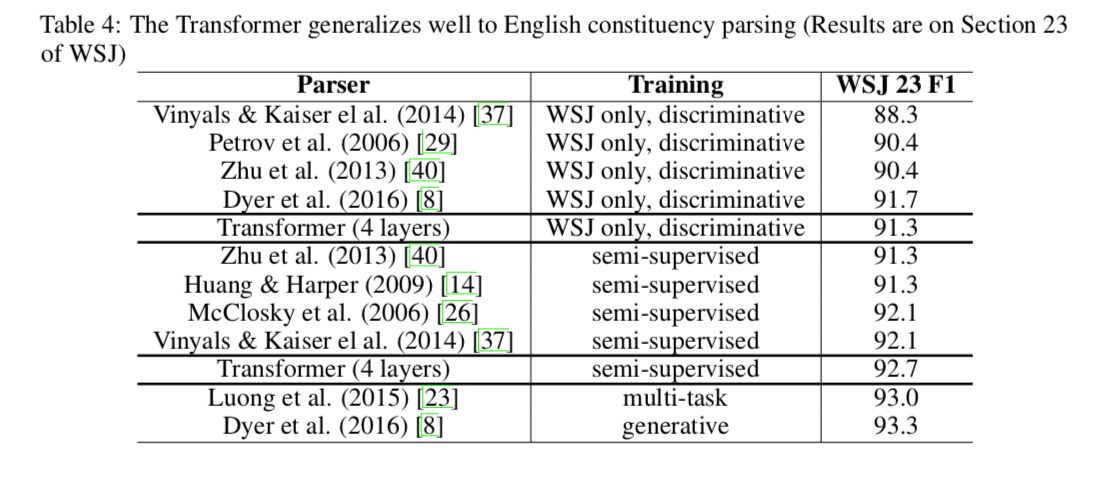 Table 4: The Transformer generalizes well to English constituency parsing (Results are on Section 23
of WSJ)
Parser Training WSJ 23 F1
Vinyals & Kaiser el al. (2014) [37] WSJ only, discriminative 88.3
Petrov et al. (2006) [29] WSJ only, discriminative 90.4
Zhu et al. (2013) [40] WSJ only, discriminative 90.4
Dyer et al. (2016) [8] WSJ only, discriminative 91.7
Transformer (4 layers) WSJ only, discriminative 91.3
Zhu et al. (2013) [40] semi-supervised 91.3
Huang & Harper (2009) [14] semi-supervised 91.3
McClosky et al. (2006) [26] semi-supervised 92.1
Vinyals & Kaiser el al. (2014) [37] semi-supervised 92.1
Transformer (4 layers) semi-supervised 92.7
Luong et al. (2015) [23] multi-task 93.0
Dyer et al. (2016) [8] generative 93.3